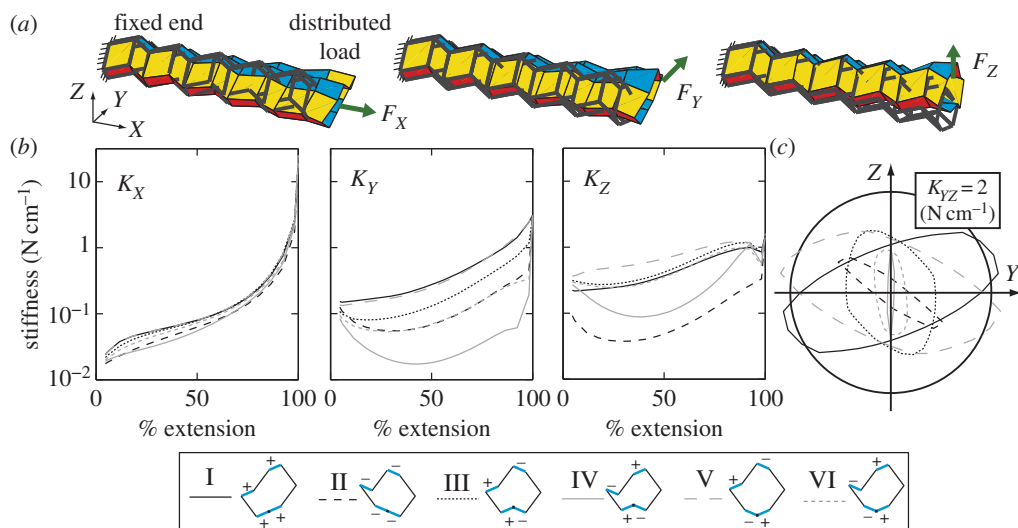 (a) fixed end distributed load
F_X F_Y F_Z
Z Y X
(b) K_X K_Y K_Z (c) Z
K_YZ = 2
(N cm⁻¹)
Y
stiffness (N cm⁻¹)
10
1
10⁻¹
10⁻²
0 50 100 0 50 100 0 50 100
% extension % extension % extension
I II III IV V VI
+ + + +
− − − −
− + + −
+ − + −
− + + −
+ − − +